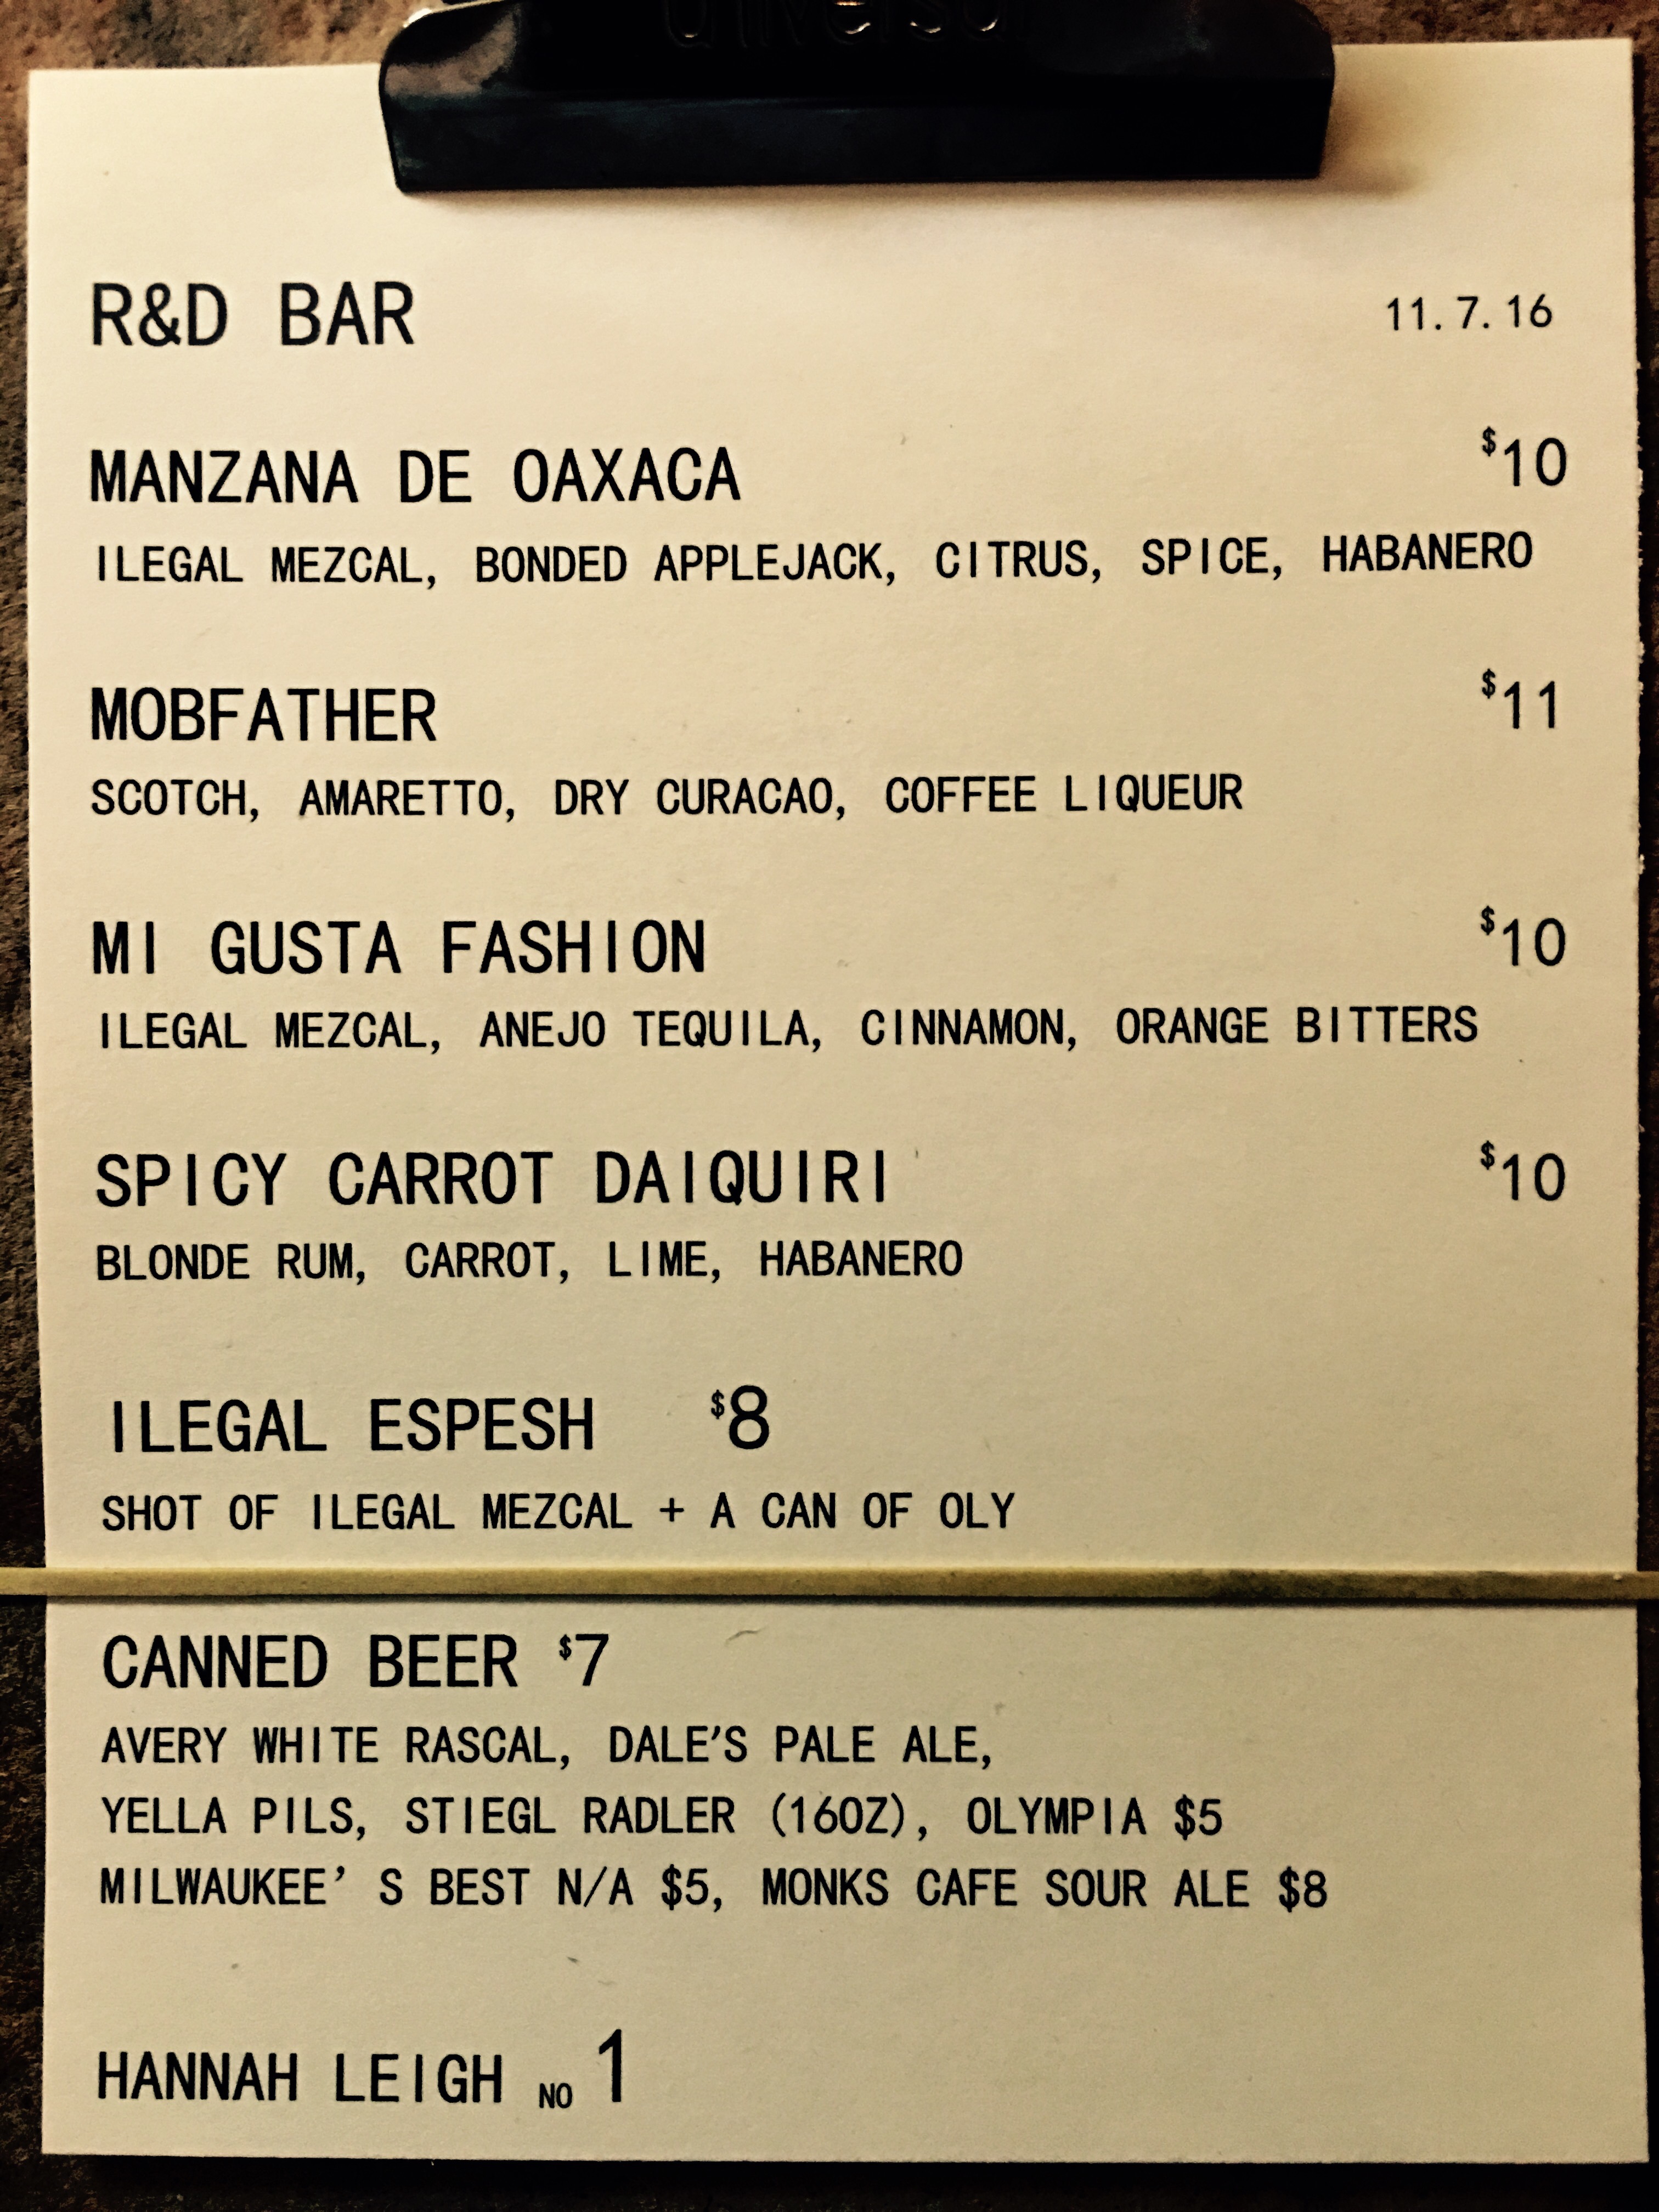 universal
R&D BAR 11.7.16
MANZANA DE OAXACA $10
ILEGAL MEZCAL, BONDED APPLEJACK, CITRUS, SPICE, HABANERO
MOBFATHER $11
SCOTCH, AMARETTO, DRY CURACAO, COFFEE LIQUEUR
MI GUSTA FASHION $10
ILEGAL MEZCAL, ANEJO TEQUILA, CINNAMON, ORANGE BITTERS
SPICY CARROT DAIQUIRI $10
BLONDE RUM, CARROT, LIME, HABANERO
ILEGAL ESPESH $8
SHOT OF ILEGAL MEZCAL + A CAN OF OLY
CANNED BEER $7
AVERY WHITE RASCAL, DALE'S PALE ALE,
YELLA PILS, STIEGL RADLER (16OZ), OLYMPIA $5
MILWAUKEE’ S BEST N/A $5, MONKS CAFE SOUR ALE $8
HANNAH LEIGH NO 1